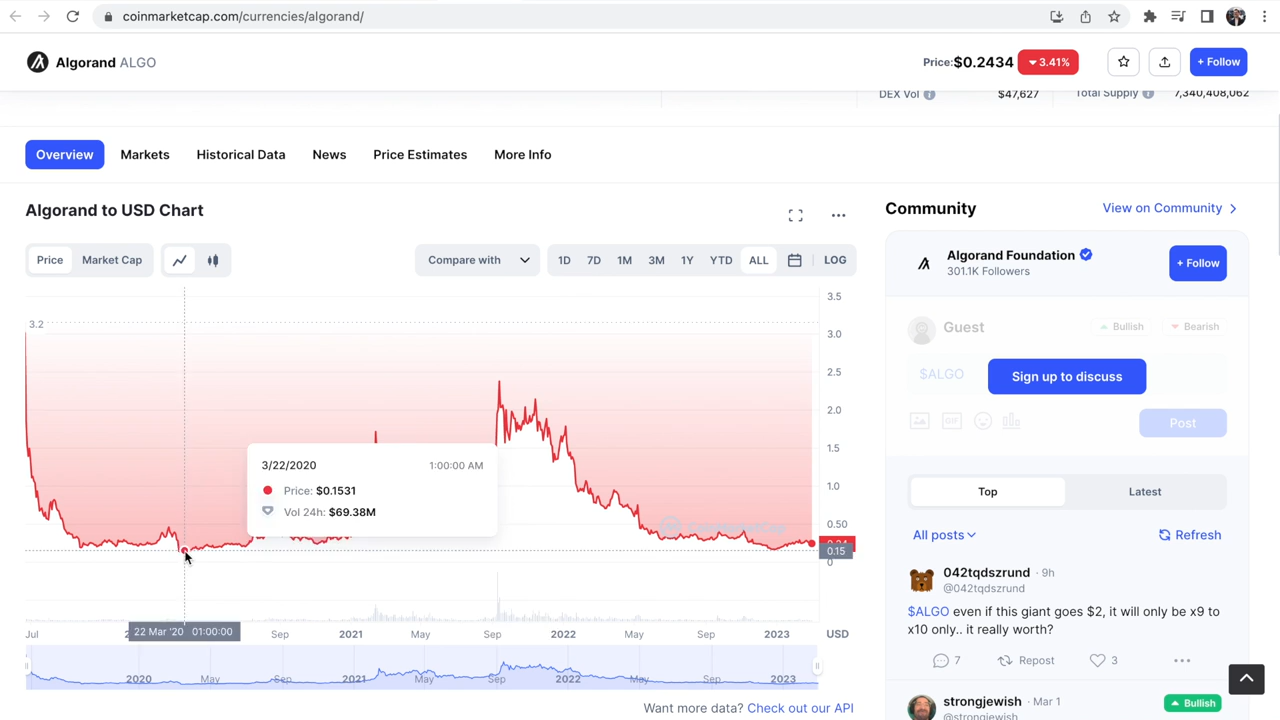 coinmarketcap.com/currencies/algorand/
Algorand ALGO
Price:$0.2434 3.41%
+ Follow
DEX Vol $47,627
Total Supply 7,340,408,062
Overview Markets Historical Data News Price Estimates More Info
Algorand to USD Chart
Price Market Cap
Compare with
1D 7D 1M 3M 1Y YTD ALL LOG
3.5
3.2
3.0
2.5
2.0
1.5
1.0
0.50
0.15
0
3/22/2020 1:00:00 AM
Price: $0.1531
Vol 24h: $69.38M
CoinMarketCap
Jul 22 Mar '20 01:00:00 Sep 2021 May Sep 2022 May Sep 2023 USD
2020 May Sep 2021 May Sep 2022 May Sep 2023
Want more data? Check out our API
Community
View on Community
Algorand Foundation
301.1K Followers
+ Follow
Guest
Bullish
Bearish
$ALGO
Sign up to discuss
GIF
Post
Top Latest
All posts
Refresh
042tqdszrund · 9h
@042tqdszrund
$ALGO even if this giant goes $2, it will only be x9 to
x10 only.. it really worth?
7 Repost 3
strongjewish · Mar 1
@strongjewish
Bullish